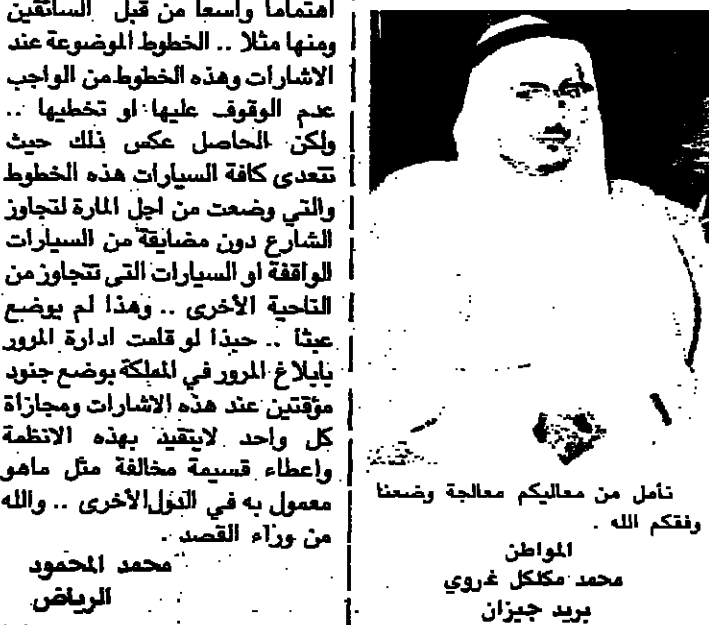 نأمل من معاليكم معالجة وضعنا
وفقكم الله .
المواطن
محمد مكلكل غروي
بريد جيزان
اهتماما واسعا من قبل السائقين
ومنها مثلا .. الخطوط الموضوعة عند
الاشارات وهذه الخطوط من الواجب
عدم الوقوف عليها او تخطيها ..
ولكن الحاصل عكس ذلك حيث
تتعدى كافة السيارات هذه الخطوط
والتي وضعت من اجل المارة لتجاوز
الشارع دون مضايقة من السيارات
الواقفة او السيارات التي تتجاوز من
الناحية الأخرى .. وهذا لم يوضع
عبثا .. حبذا لو قامت ادارة المرور
بابلاغ المرور في المملكة بوضع جنود
مؤقتين عند هذه الاشارات ومجازاة
كل واحد لايتقيد بهذه الانظمة
واعطاء قسيمة مخالفة مثل ماهو
معمول به في الدول الأخرى .. والله
من وراء القصد .
محمد المحمود
الرياض